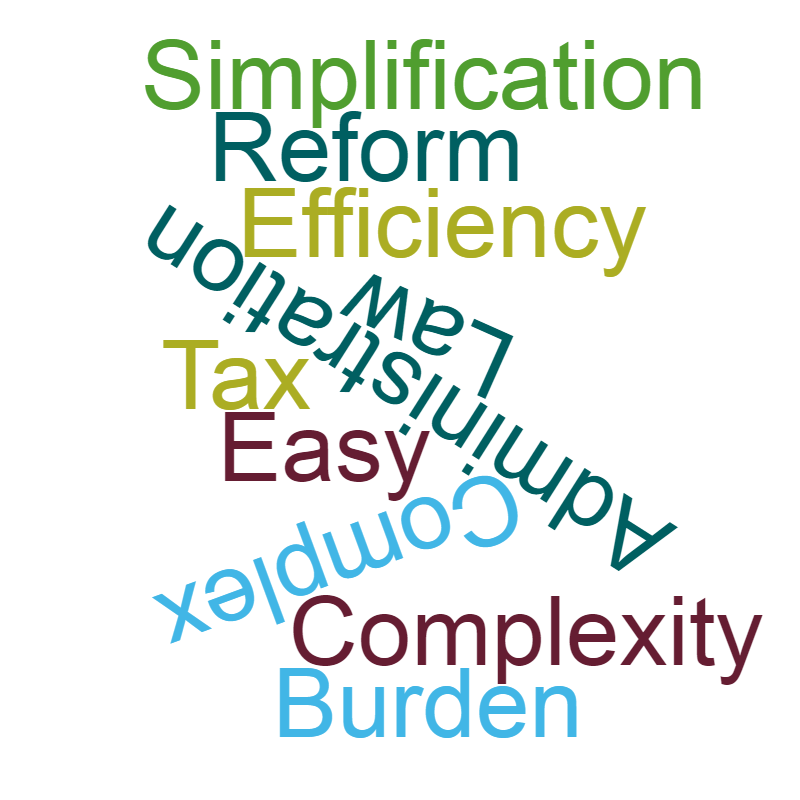 Simplification
Reform
Efficiency
Administration
Law
Tax
Easy
Complex
Complexity
Burden